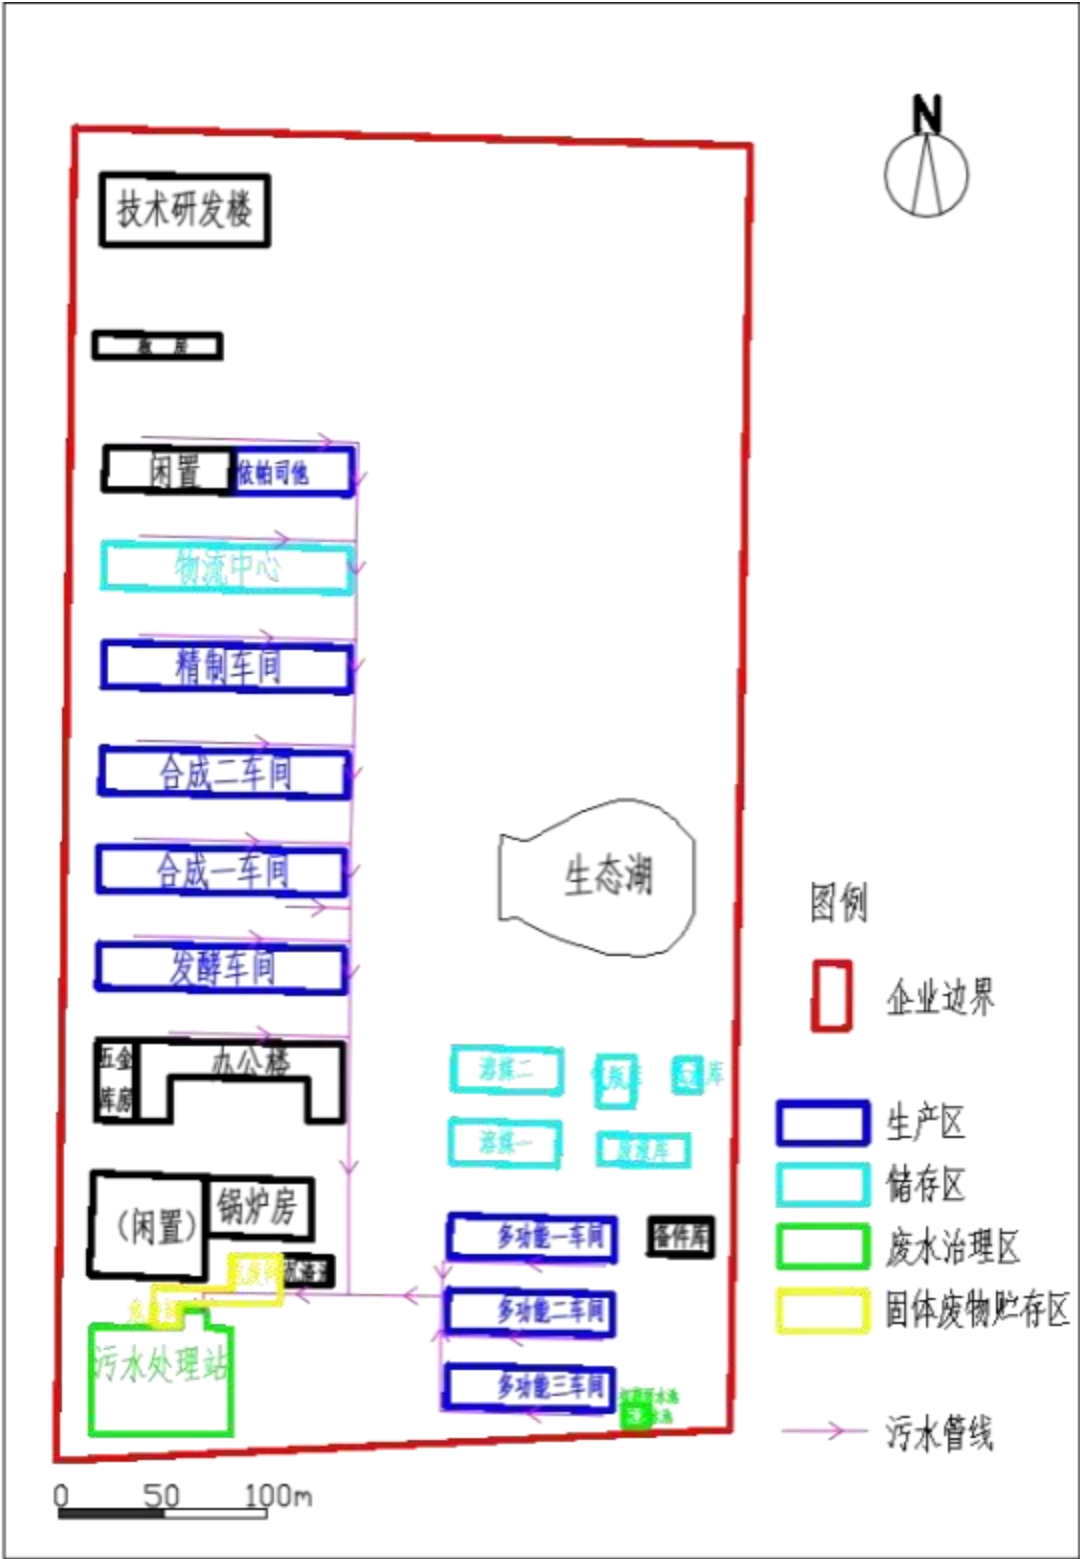 N
技术研发楼
闲置
依帕司他
物流中心
精制车间
合成二车间
合成一车间
生态湖
发酵车间
图例
企业边界
五金
库房
办公楼
溶媒二
溶媒一
生产区
储存区
废水治理区
固体废物贮存区
污水管线
(闲置)
锅炉房
多功能一车间
备件库
多功能二车间
多功能三车间
污水处理站
0 50 100m